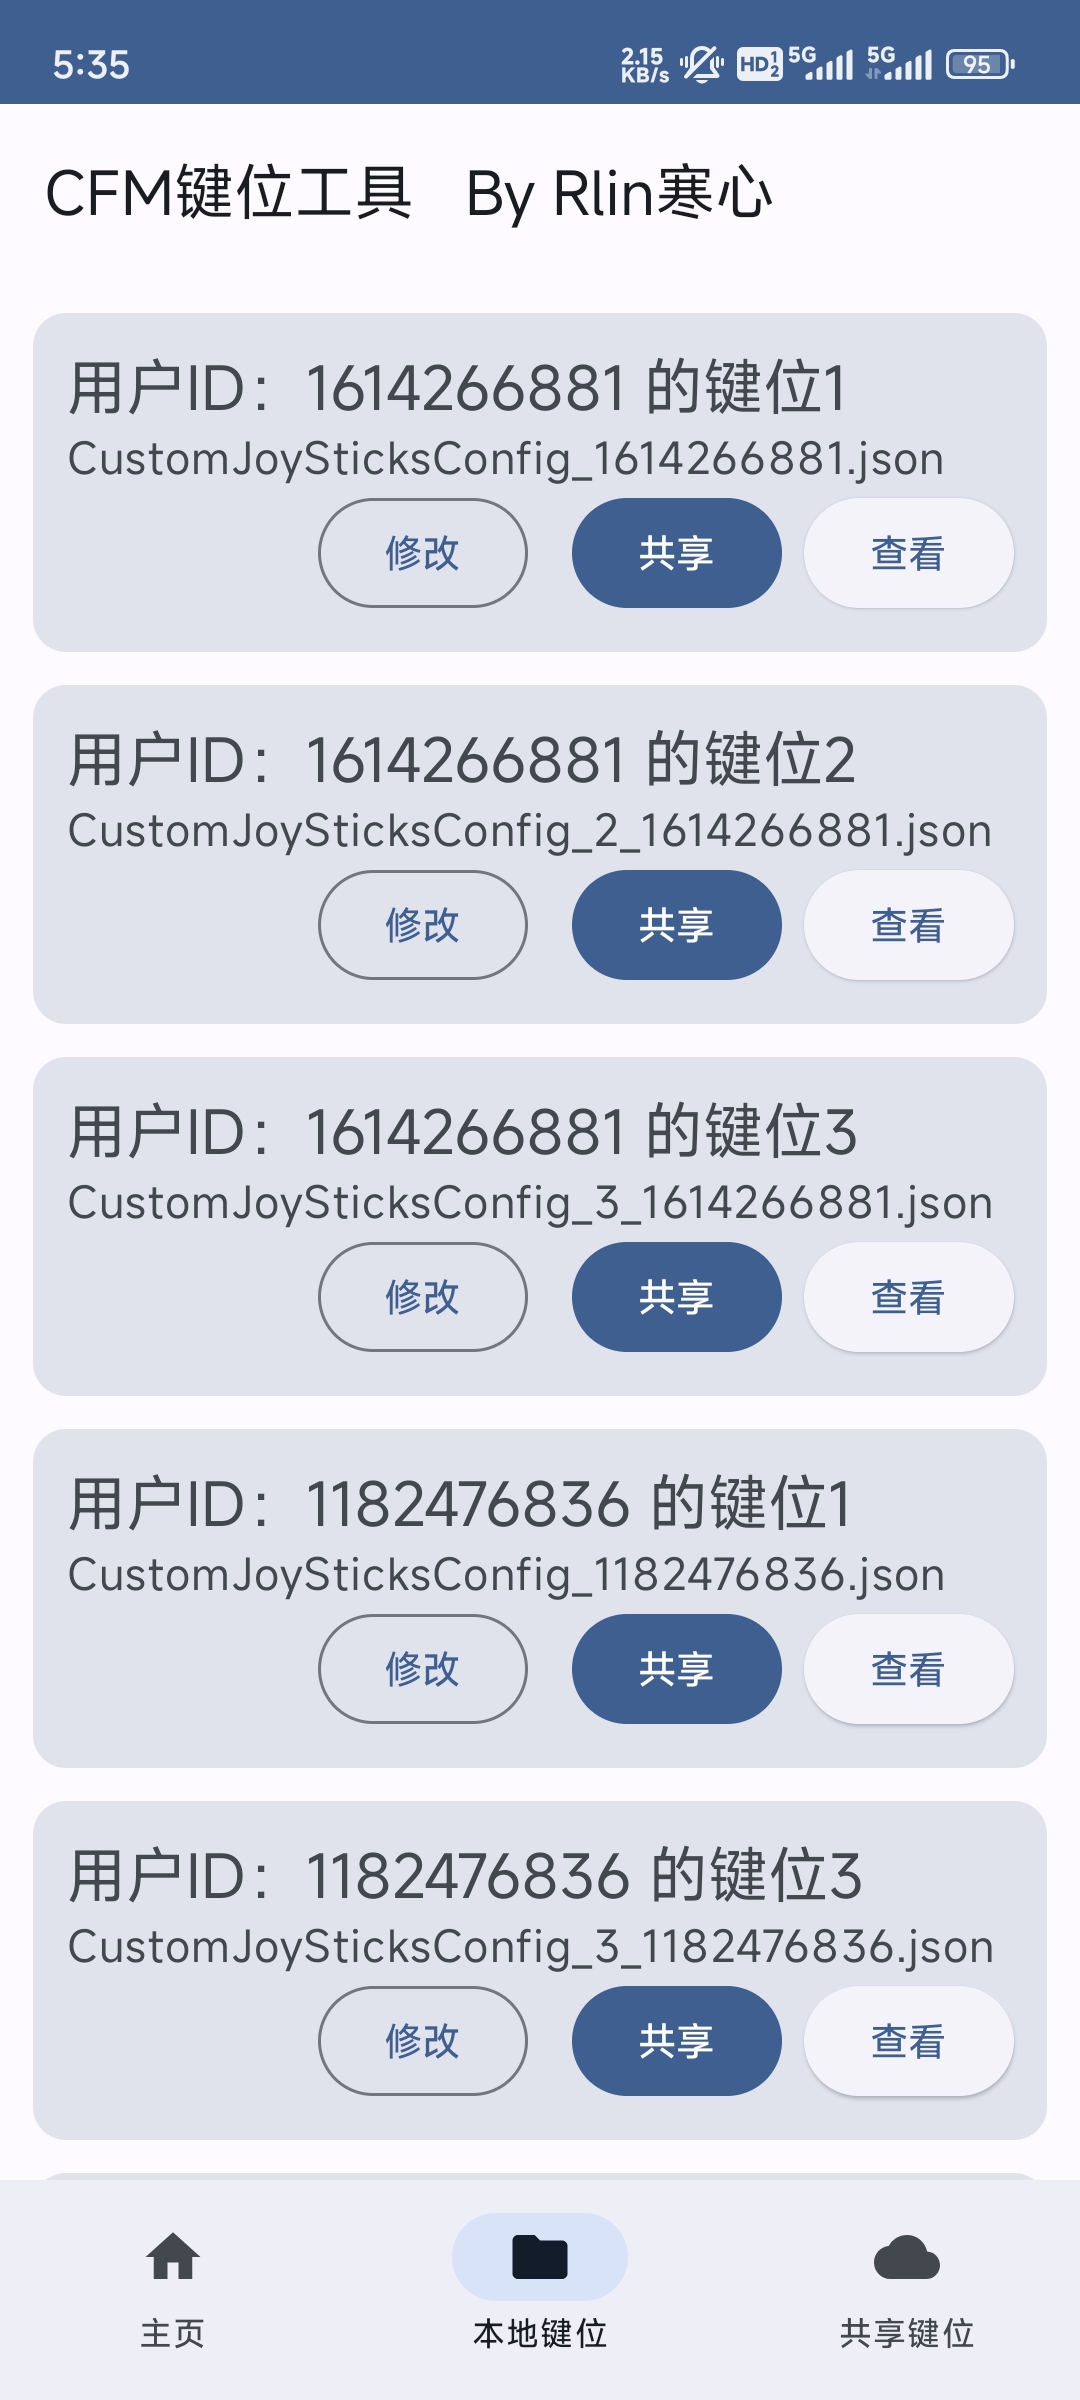 5:35
2.15 KB/s HD 1 2 5G 5G 95
CFM键位工具 By Rlin寒心
用户ID：1614266881 的键位1
CustomJoySticksConfig_1614266881.json
修改 共享 查看
用户ID：1614266881 的键位2
CustomJoySticksConfig_2_1614266881.json
修改 共享 查看
用户ID：1614266881 的键位3
CustomJoySticksConfig_3_1614266881.json
修改 共享 查看
用户ID：1182476836 的键位1
CustomJoySticksConfig_1182476836.json
修改 共享 查看
用户ID：1182476836 的键位3
CustomJoySticksConfig_3_1182476836.json
修改 共享 查看
主页 本地键位 共享键位